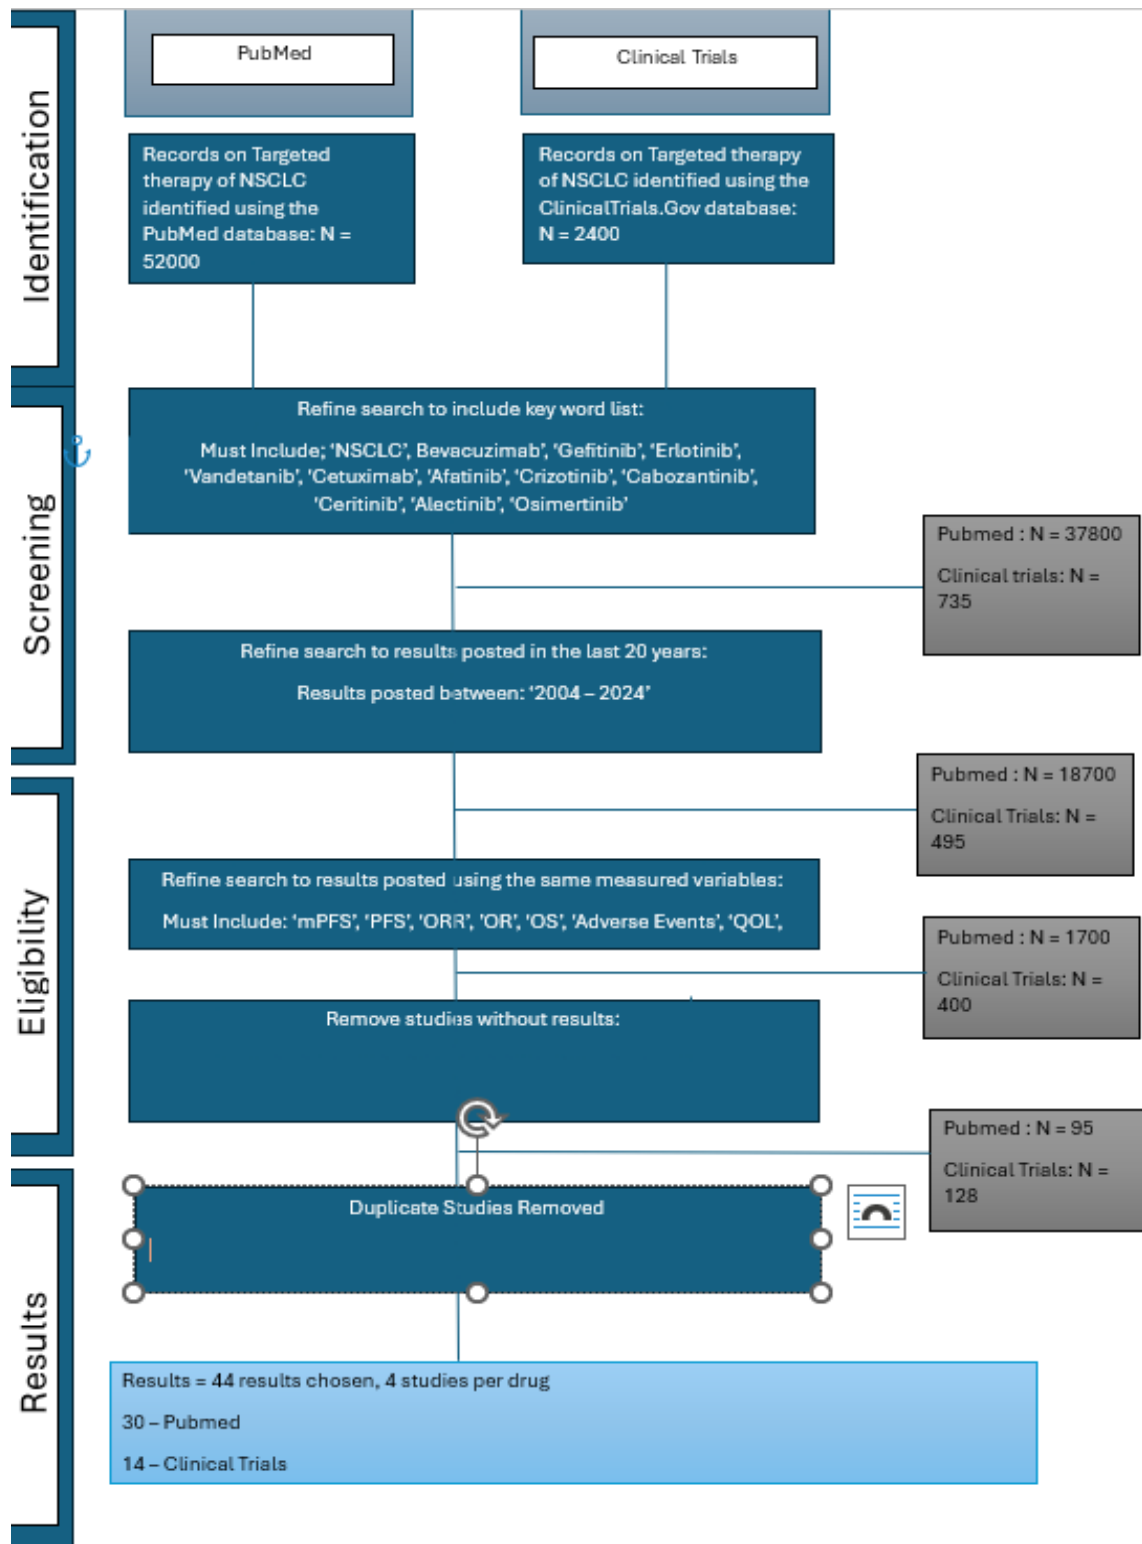 PubMed
Clinical Trials
Identification
Records on Targeted
therapy of NSCLC
identified using the
PubMed database: N =
52000
Records on Targeted therapy
of NSCLC identified using the
ClinicalTrials.Gov database:
N = 2400
Screening
Refine search to include key word list:
Must Include; ‘NSCLC’, Bevacuzimab’, ‘Gefitinib’, ‘Erlotinib’,
‘Vandetanib’, ‘Cetuximab’, ‘Afatinib’, ‘Crizotinib’, ‘Cabozantinib’,
‘Ceritinib’, ‘Alectinib’, ‘Osimertinib’
Pubmed : N = 37800
Clinical trials: N =
735
Refine search to results posted in the last 20 years:
Results posted between: ‘2004 – 2024’
Pubmed : N = 18700
Clinical Trials: N =
495
Eligibility
Refine search to results posted using the same measured variables:
Must Include: ‘mPFS’, ‘PFS’, ‘ORR’, ‘OR’, ‘OS’, ‘Adverse Events’, ‘QOL’,
Pubmed : N = 1700
Clinical Trials: N =
400
Remove studies without results:
Pubmed : N = 95
Clinical Trials: N =
128
Results
Duplicate Studies Removed
Results = 44 results chosen, 4 studies per drug
30 – Pubmed
14 – Clinical Trials